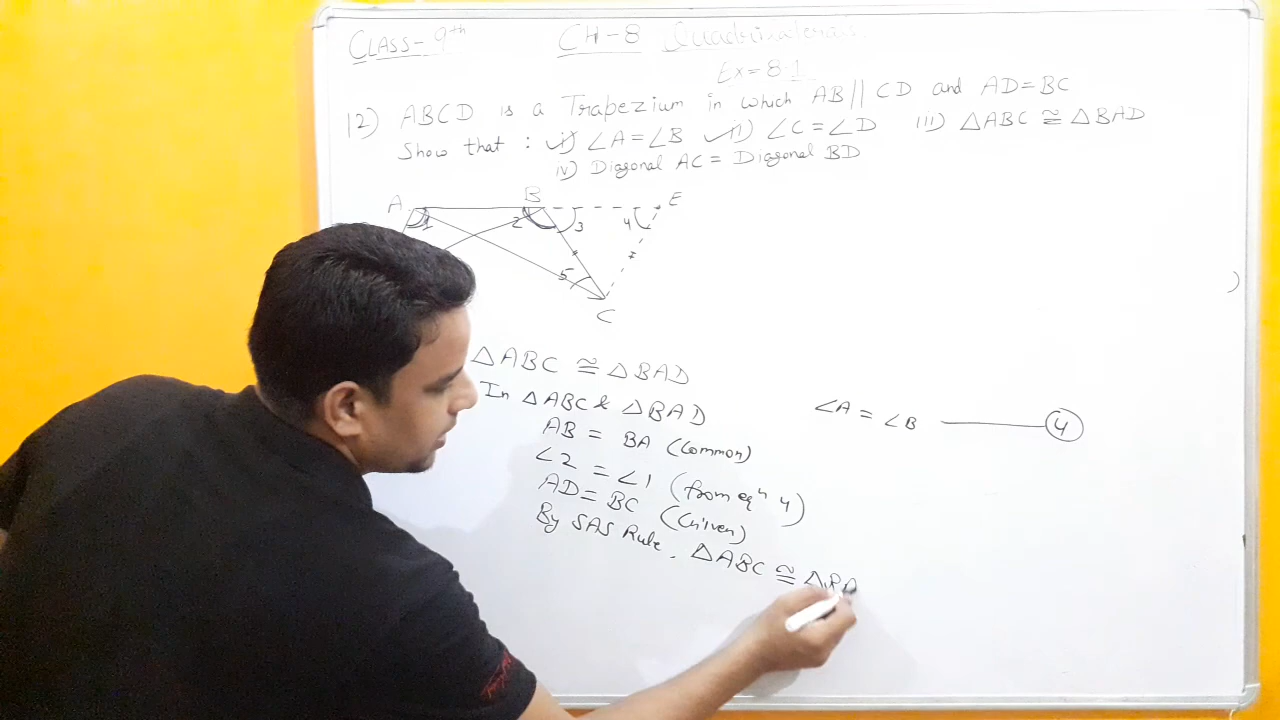 CLASS-9th CH-8 Quadrilaterals.
Ex=8.1
12) ABCD is a Trapezium in which AB || CD and AD=BC
Show that : i) ∠A=∠B ii) ∠C=∠D iii) △ABC ≅ △BAD
iv) Diagonal AC = Diagonal BD
A B E
1 2 3 4
5
C
△ABC ≅ △BAD
In △ABC & △BAD
AB = BA (Common)
∠2 = ∠1 (from eqn 4)
AD = BC (Given)
By SAS Rule, △ABC ≅ △BA
∠A = ∠B 4